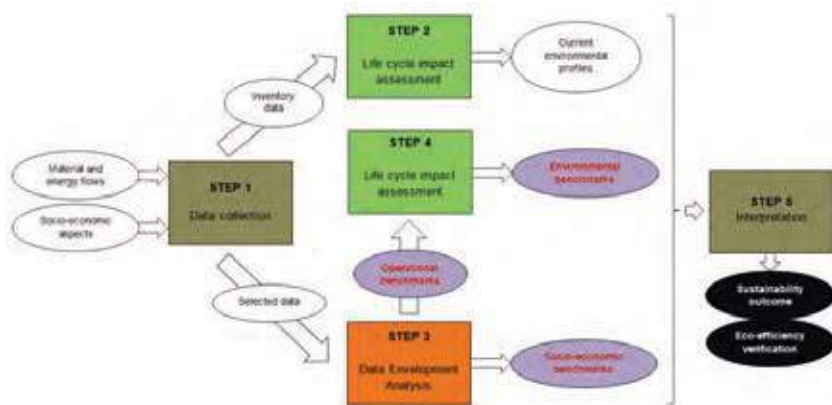 STEP 2
Life cycle impact
assessment
Current
environmental
profiles
Inventory
data
STEP 4
Life cycle impact
assessment
Environmental
benchmarks
Material and
energy flows
STEP 1
Data collection
Socio-economic
aspects
STEP 5
Interpretation
Operational
benchmarks
Selected data
Sustainability
outcome
Eco-efficiency
verification
STEP 3
Data Envelopment
Analysis
Socio-economic
benchmarks